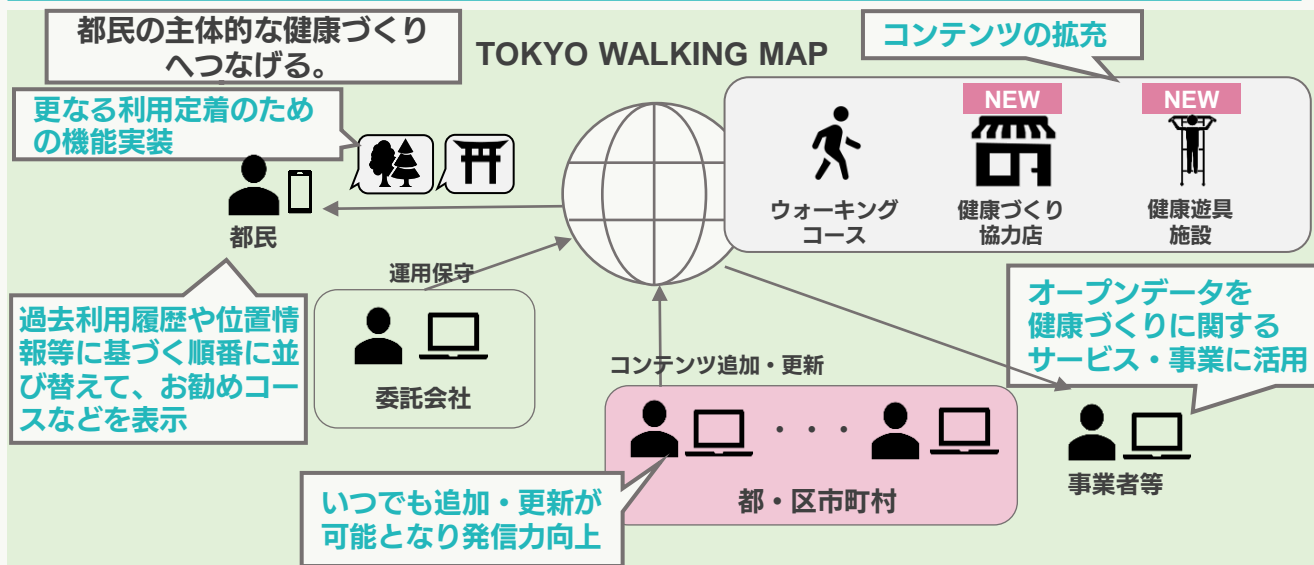 都民の主体的な健康づくり
へつなげる。
TOKYO WALKING MAP
コンテンツの拡充
更なる利用定着のため
の機能実装
NEW
NEW
ウォーキング
コース
健康づくり
協力店
健康遊具
施設
都民
運用保守
過去利用履歴や位置情
報等に基づく順番に並
び替えて、お勧めコー
スなどを表示
委託会社
コンテンツ追加・更新
オープンデータを
健康づくりに関する
サービス・事業に活用
・・・
都・区市町村
事業者等
いつでも追加・更新が
可能となり発信力向上